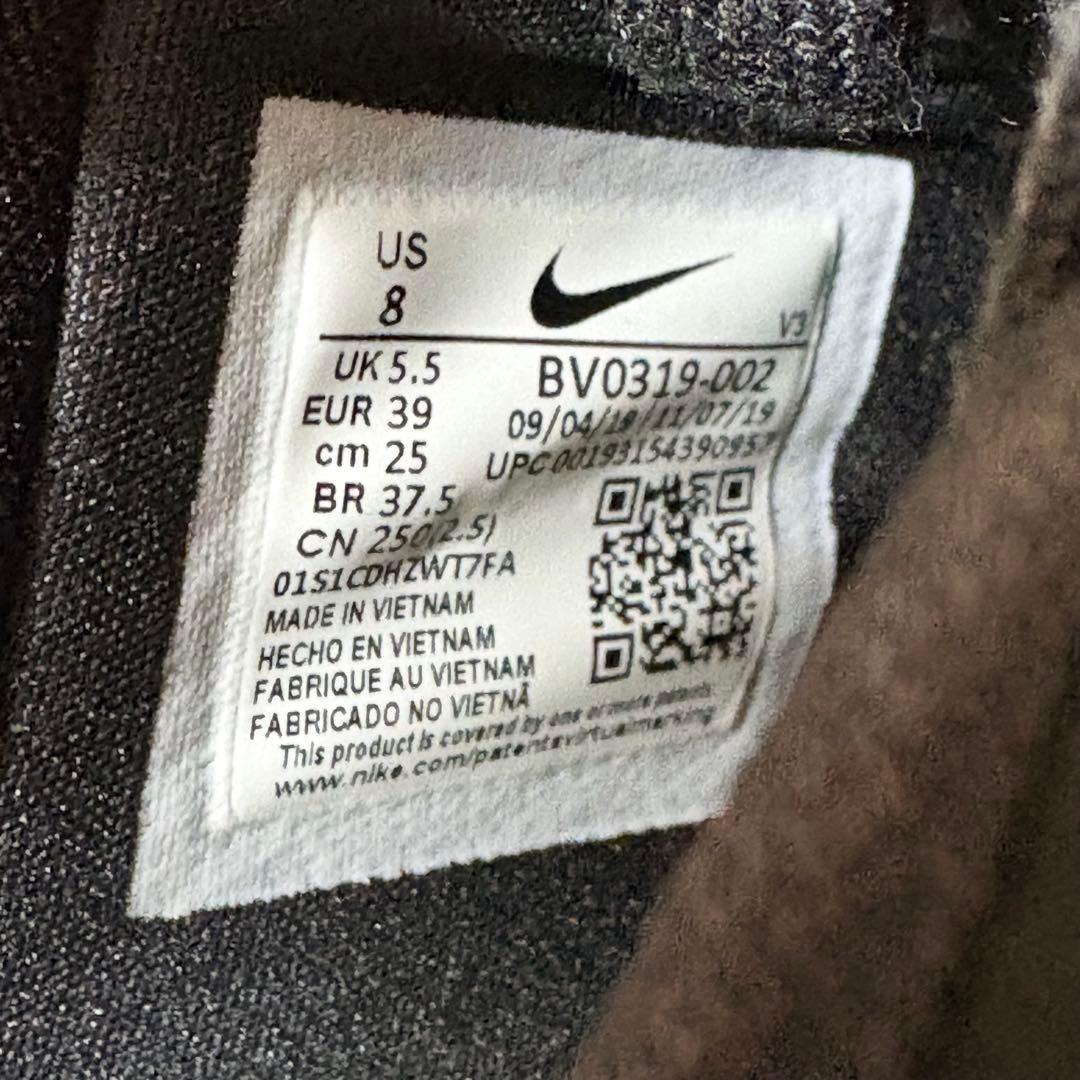 US
8
V3
UK 5.5
EUR 39
cm 25
BR 37.5
CN 250(2.5)
BV0319-002
09/04/19/11/07/19
UPC 00193154390957
01S1CDHZWT7FA
MADE IN VIETNAM
HECHO EN VIETNAM
FABRIQUE AU VIETNAM
FABRICADO NO VIETNÃ
This product is covered by one or more patents.
www.nike.com/patentsvirtualmarking